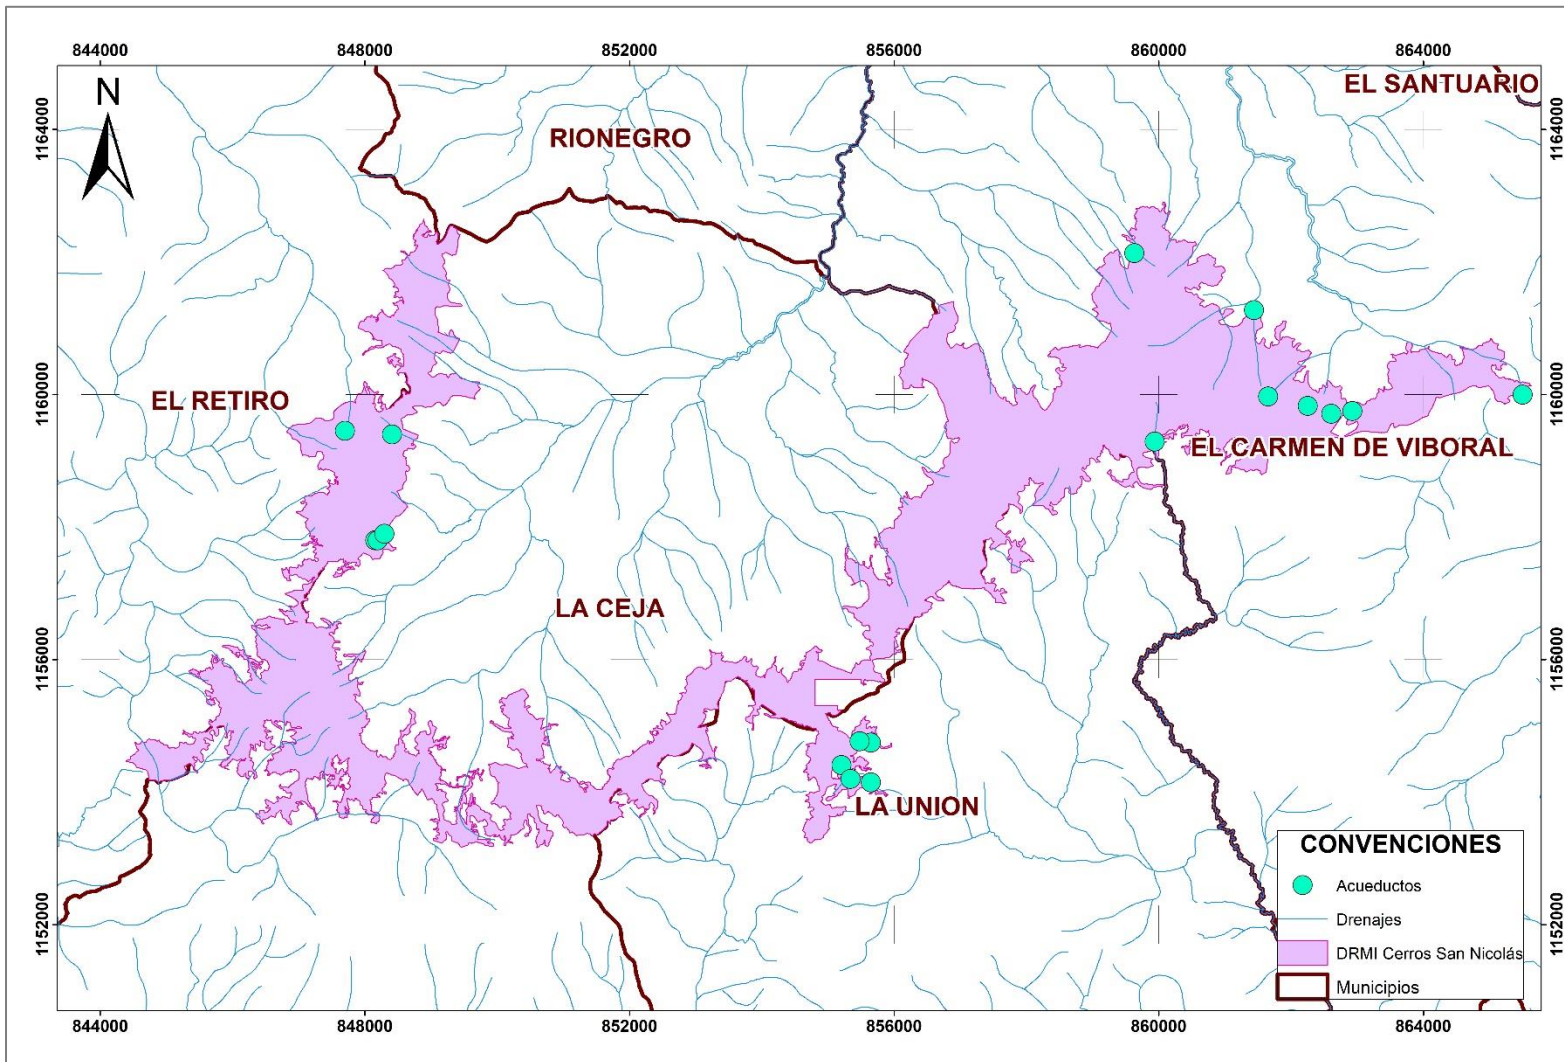 844000 848000 852000 856000 860000 864000
N
EL SANTUARIO
1164000 1164000
RIONEGRO
1160000 1160000
EL RETIRO
EL CARMEN DE VIBORAL
LA CEJA
1156000 1156000
LA UNION
CONVENCIONES
Acueductos
Drenajes
DRMI Cerros San Nicolás
Municipios
1152000 1152000
844000 848000 852000 856000 860000 864000